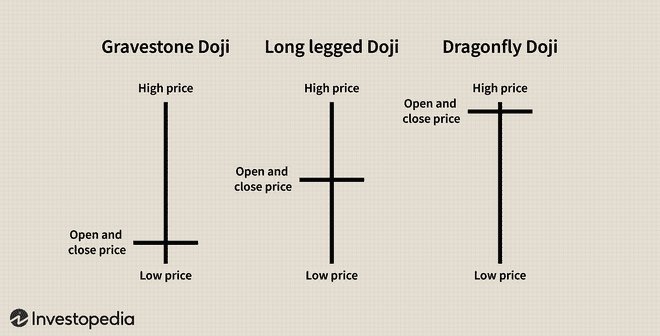 Gravestone Doji
High price
Open and
close price
Low price
Long legged Doji
High price
Open and
close price
Low price
Dragonfly Doji
High price
Open and
close price
Low price
Investopedia